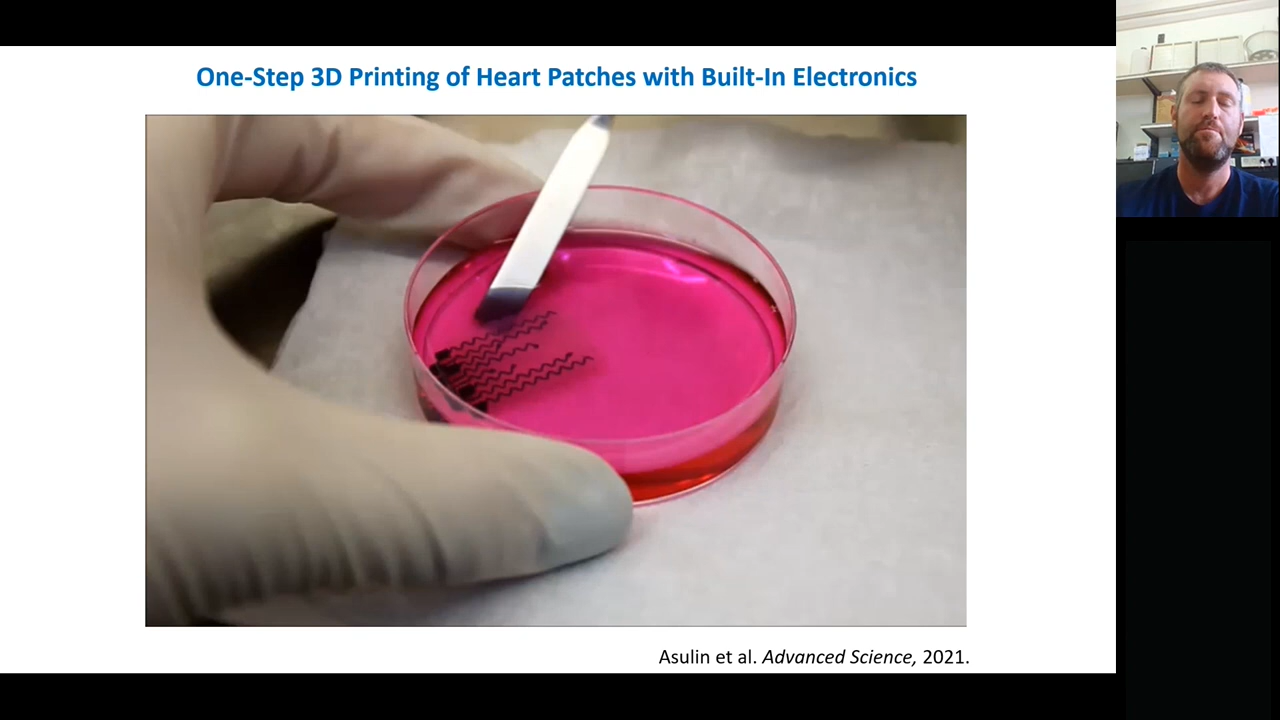 One-Step 3D Printing of Heart Patches with Built-In Electronics
Asulin et al. Advanced Science, 2021.